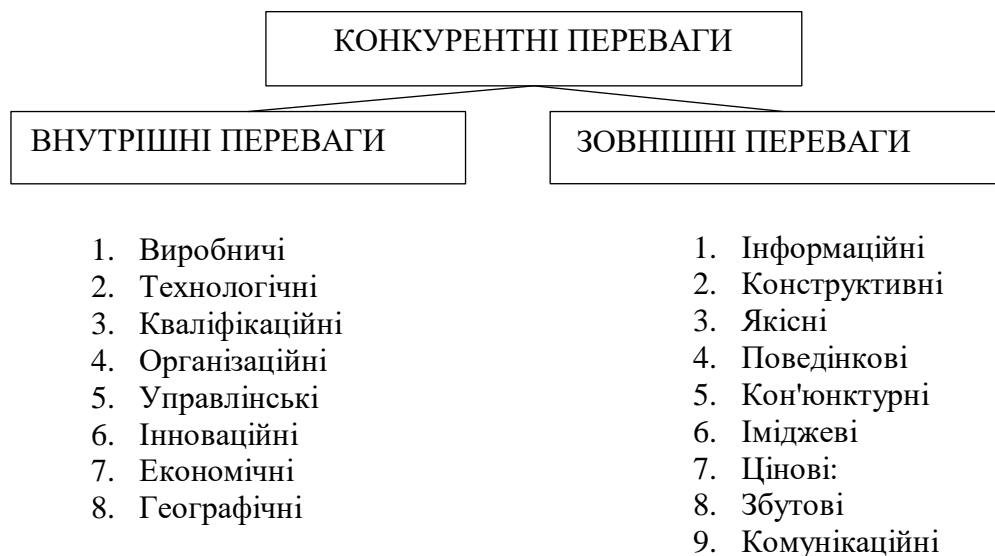 КОНКУРЕНТНІ ПЕРЕВАГИ
ВНУТРІШНІ ПЕРЕВАГИ
1. Виробничі
2. Технологічні
3. Кваліфікаційні
4. Організаційні
5. Управлінські
6. Інноваційні
7. Економічні
8. Географічні
ЗОВНІШНІ ПЕРЕВАГИ
1. Інформаційні
2. Конструктивні
3. Якісні
4. Поведінкові
5. Кон'юнктурні
6. Іміджеві
7. Цінові:
8. Збутові
9. Комунікаційні